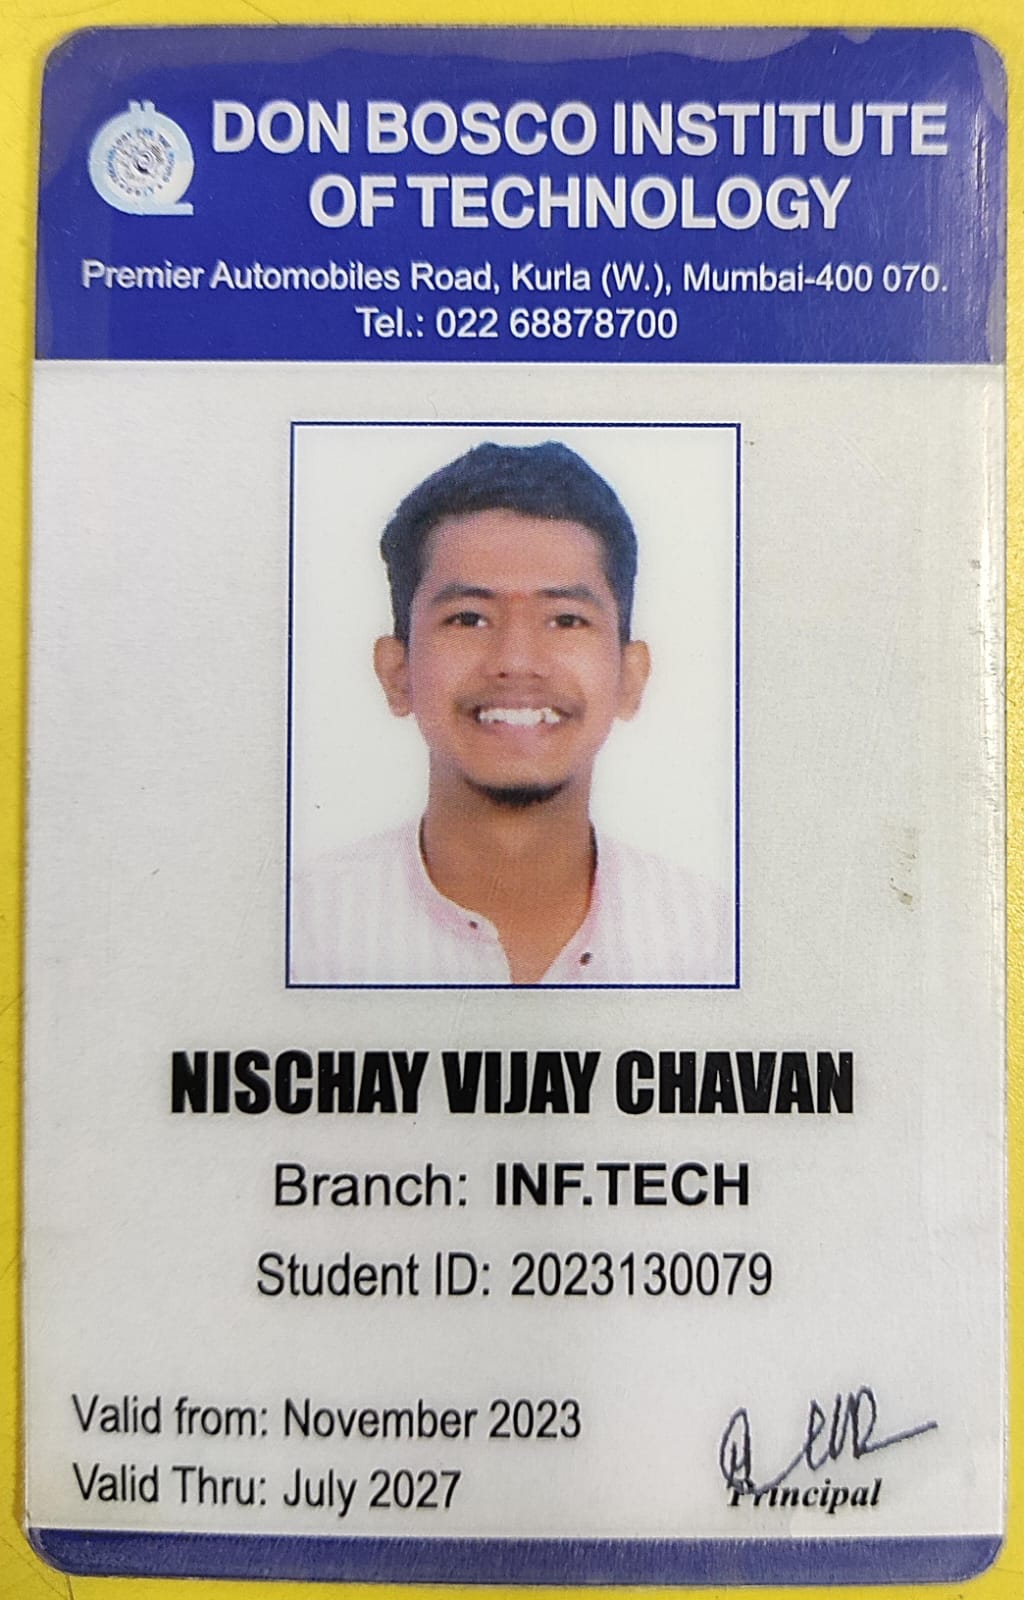 DON BOSCO INSTITUTE
OF TECHNOLOGY
Premier Automobiles Road, Kurla (W.), Mumbai-400 070.
Tel.: 022 68878700
NISCHAY VIJAY CHAVAN
Branch: INF.TECH
Student ID: 2023130079
Valid from: November 2023
Valid Thru: July 2027
Principal